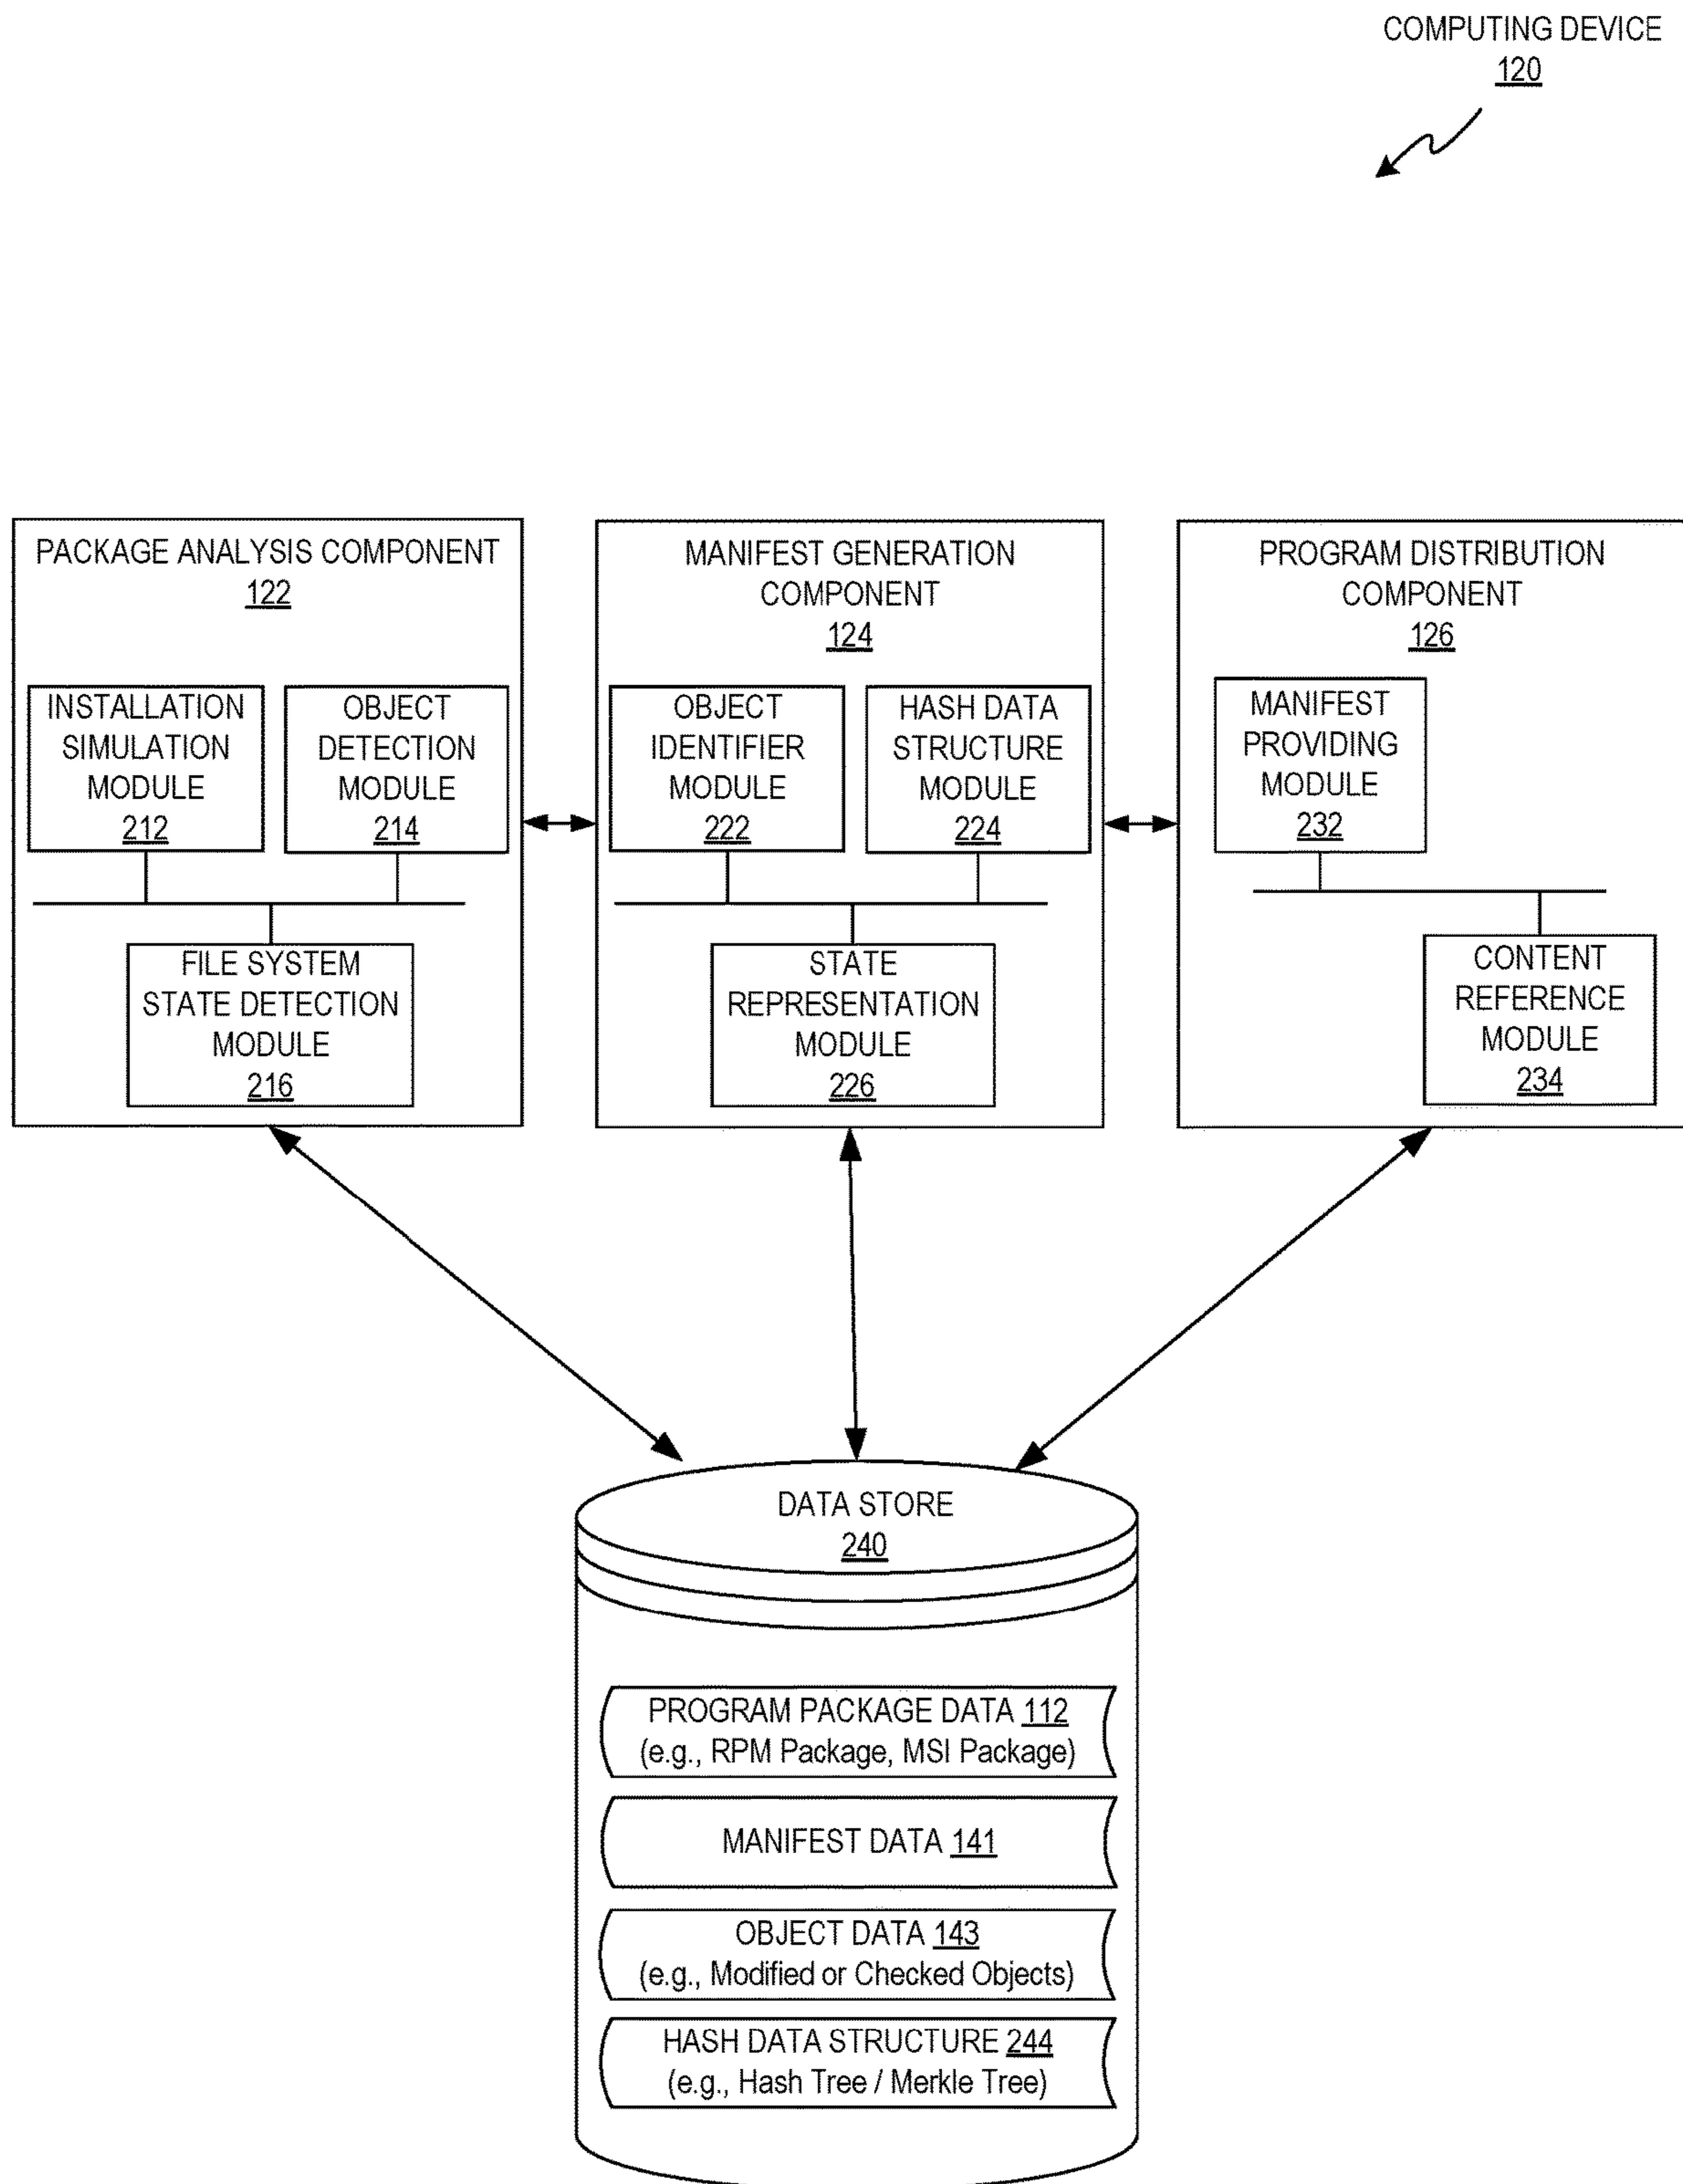 COMPUTING DEVICE
120
PACKAGE ANALYSIS COMPONENT
122
INSTALLATION
SIMULATION
MODULE
212
OBJECT
DETECTION
MODULE
214
FILE SYSTEM
STATE DETECTION
MODULE
216
MANIFEST GENERATION
COMPONENT
124
OBJECT
IDENTIFIER
MODULE
222
HASH DATA
STRUCTURE
MODULE
224
STATE
REPRESENTATION
MODULE
226
PROGRAM DISTRIBUTION
COMPONENT
126
MANIFEST
PROVIDING
MODULE
232
CONTENT
REFERENCE
MODULE
234
DATA STORE
240
PROGRAM PACKAGE DATA 112
(e.g., RPM Package, MSI Package)
MANIFEST DATA 141
OBJECT DATA 143
(e.g., Modified or Checked Objects)
HASH DATA STRUCTURE 244
(e.g., Hash Tree / Merkle Tree)